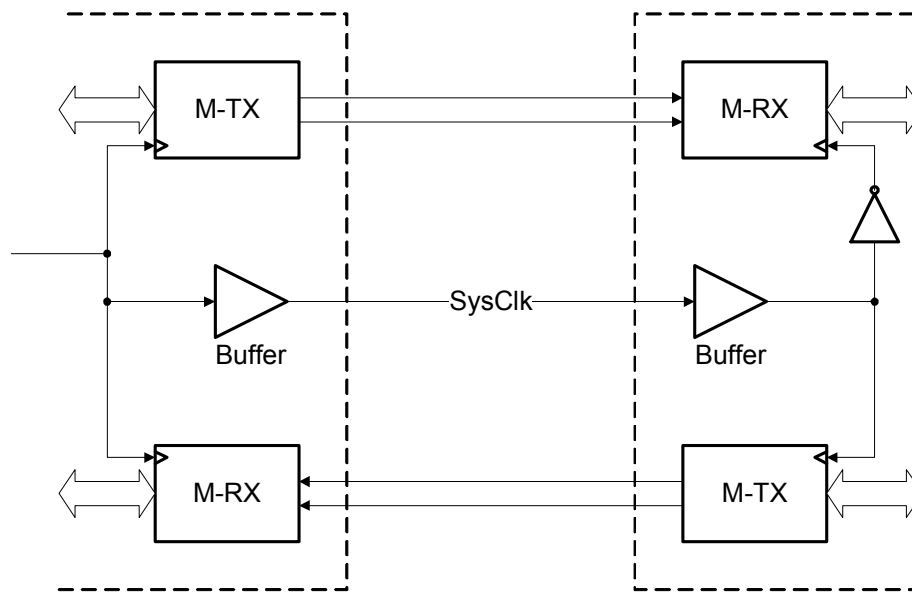 M-TX
M-RX
SysClk
Buffer
Buffer
M-RX
M-TX